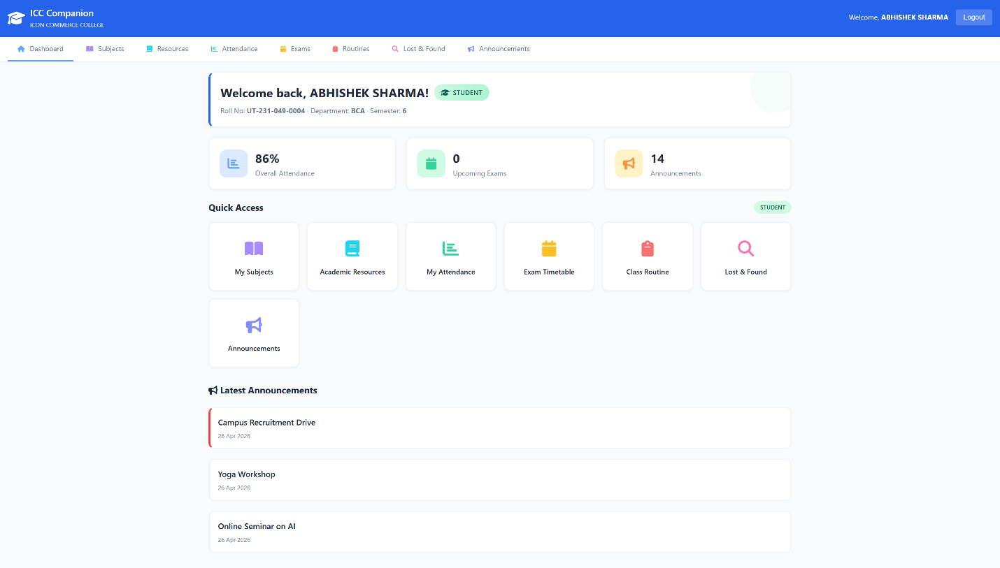 ICC Companion
ICON COMMERCE COLLEGE
Welcome, ABHISHEK SHARMA
Logout
Dashboard
Subjects
Resources
Attendance
Exams
Routines
Lost & Found
Announcements
Welcome back, ABHISHEK SHARMA!
STUDENT
Roll No: UT-231-049-0004 · Department: BCA · Semester: 6
86%
Overall Attendance
0
Upcoming Exams
14
Announcements
Quick Access
STUDENT
My Subjects
Academic Resources
My Attendance
Exam Timetable
Class Routine
Lost & Found
Announcements
Latest Announcements
Campus Recruitment Drive
26 Apr 2026
Yoga Workshop
26 Apr 2026
Online Seminar on AI
26 Apr 2026